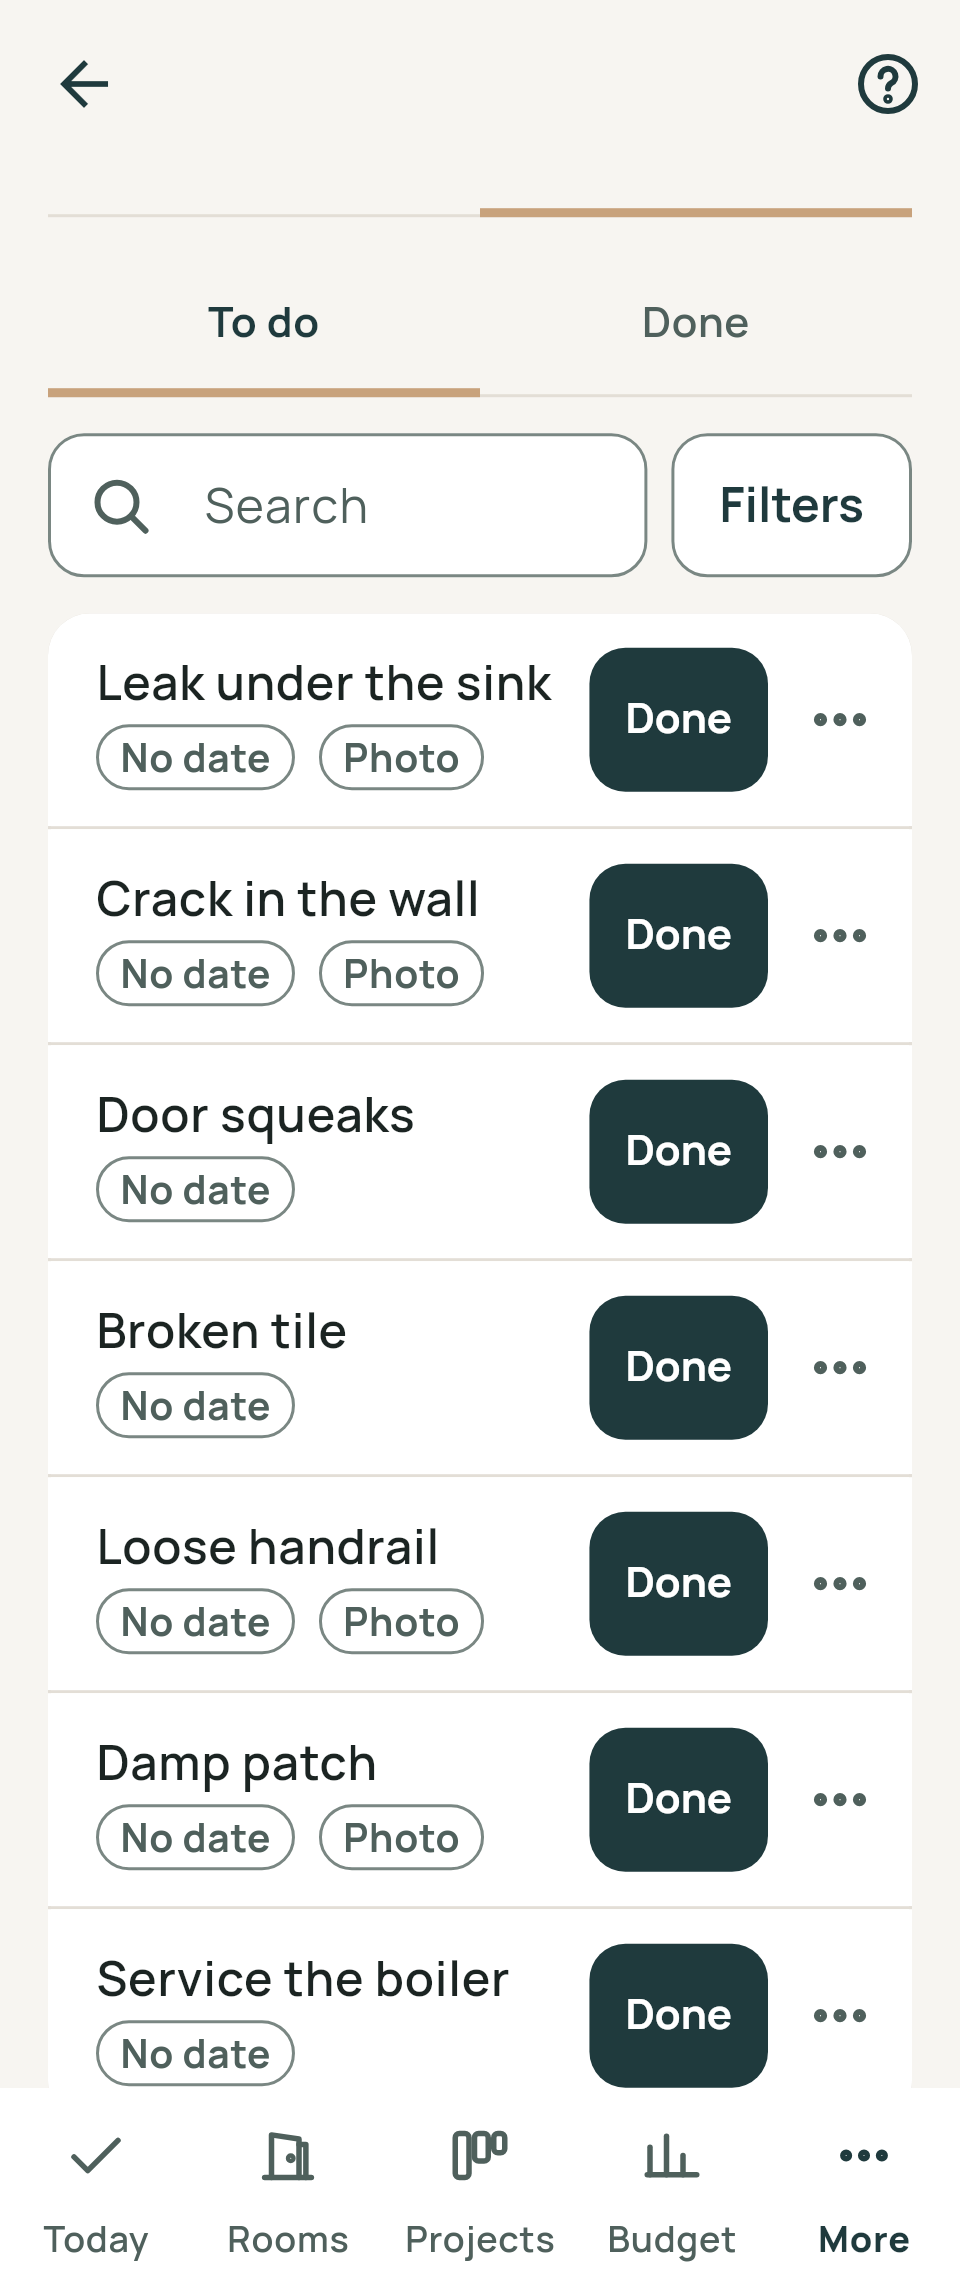 To do
Done
Search
Filters
Leak under the sink
No date
Photo
Done
Crack in the wall
No date
Photo
Done
Door squeaks
No date
Done
Broken tile
No date
Done
Loose handrail
No date
Photo
Done
Damp patch
No date
Photo
Done
Service the boiler
No date
Done
Today
Rooms
Projects
Budget
More